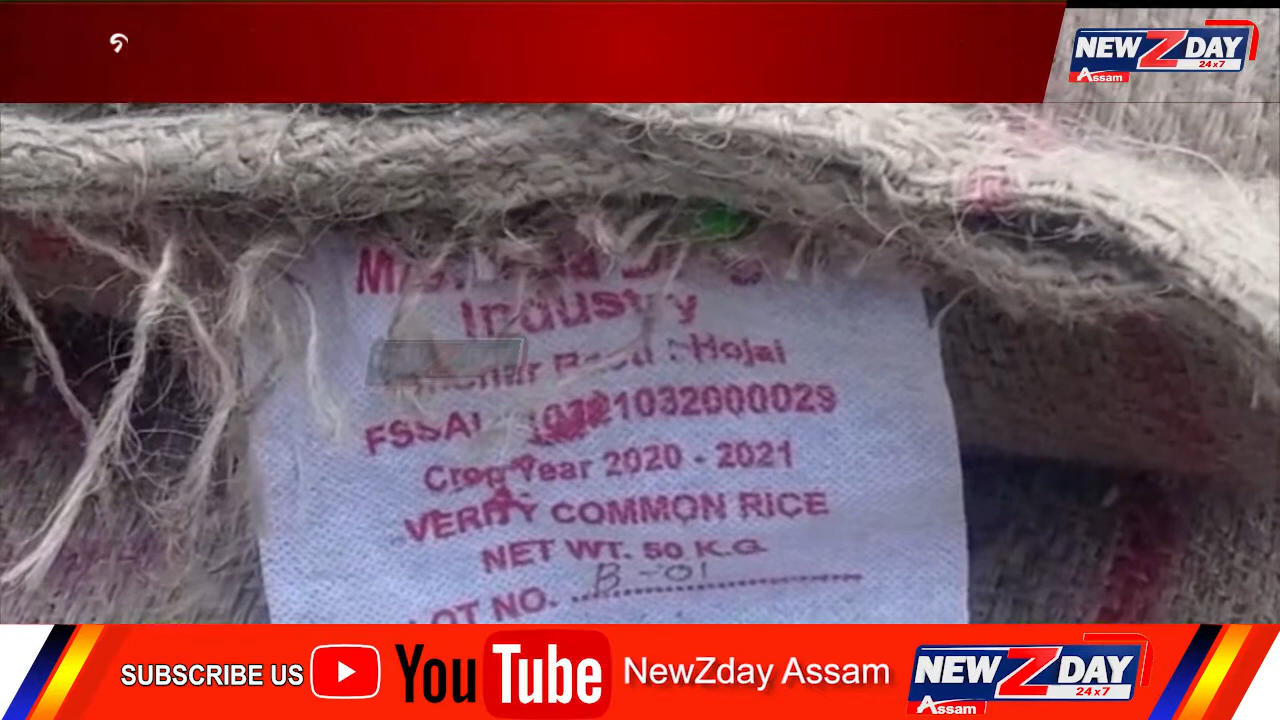 NEWZDAY
24x7
Assam
Industry
: Hojai
FSSAI
Crop Year 2020 - 2021
VERITY COMMON RICE
NET WT. 50 K.G
B-01
LOT NO.
SUBSCRIBE US YouTube NewZday Assam
NEWZDAY
24x7
Assam